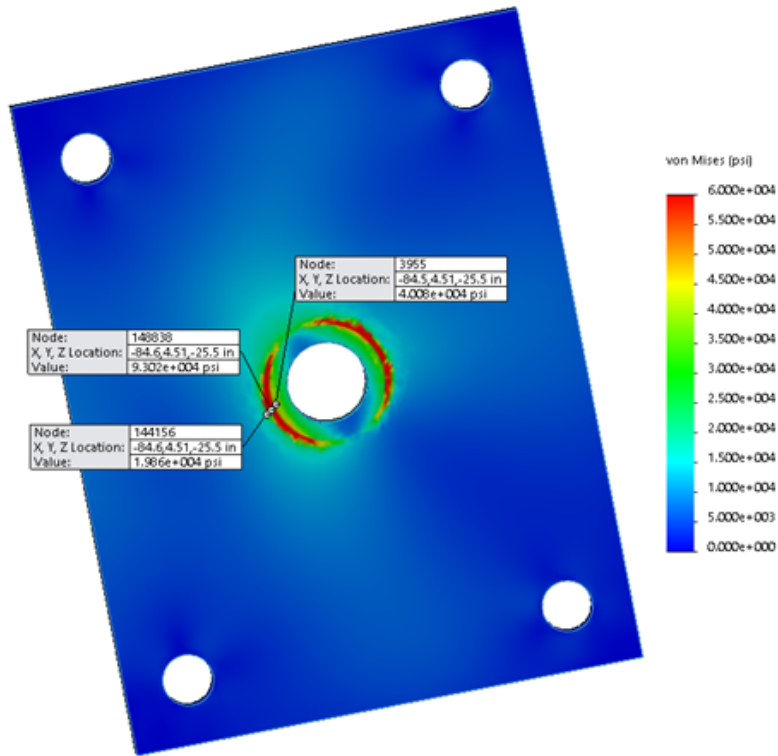 von Mises (psi)
6.000e+004
5.500e+004
5.000e+004
4.500e+004
4.000e+004
3.500e+004
3.000e+004
2.500e+004
2.000e+004
1.500e+004
1.000e+004
5.000e+003
0.000e+000
Node: 3955
X, Y, Z Location: -84.5,4.51,-25.5 in
Value: 4.008e+004 psi
Node: 148838
X, Y, Z Location: -84.6,4.51,-25.5 in
Value: 9.302e+004 psi
Node: 144156
X, Y, Z Location: -84.6,4.51,-25.5 in
Value: 1.986e+004 psi